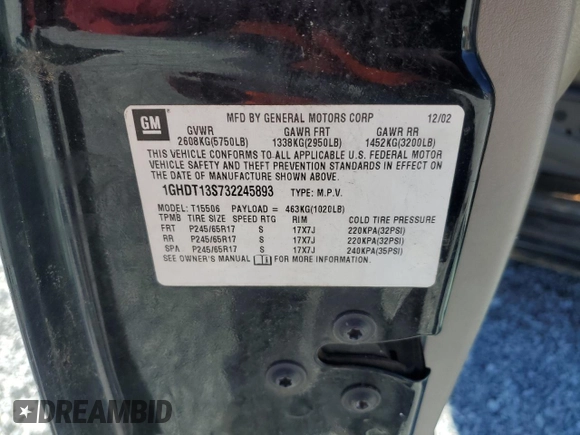 GM
MFD BY GENERAL MOTORS CORP 12/02
GVWR GAWR FRT GAWR RR
2608KG(5750LB) 1338KG(2950LB) 1452KG(3200LB)
THIS VEHICLE CONFORMS TO ALL APPLICABLE U.S. FEDERAL MOTOR
VEHICLE SAFETY AND THEFT PREVENTION STANDARDS IN EFFECT ON
THE DATE OF MANUFACTURE SHOWN ABOVE.
1GHDT13S732245893 TYPE: M.P.V.
MODEL: T15506 PAYLOAD = 463KG(1020LB)
TPMB TIRE SIZE SPEED RTG RIM COLD TIRE PRESSURE
FRT P245/65R17 S 17X7J 220KPA(32PSI)
RR P245/65R17 S 17X7J 220KPA(32PSI)
SPA P245/65R17 S 17X7J 240KPA(35PSI)
SEE OWNER'S MANUAL FOR MORE INFORMATION.
DREAMBID